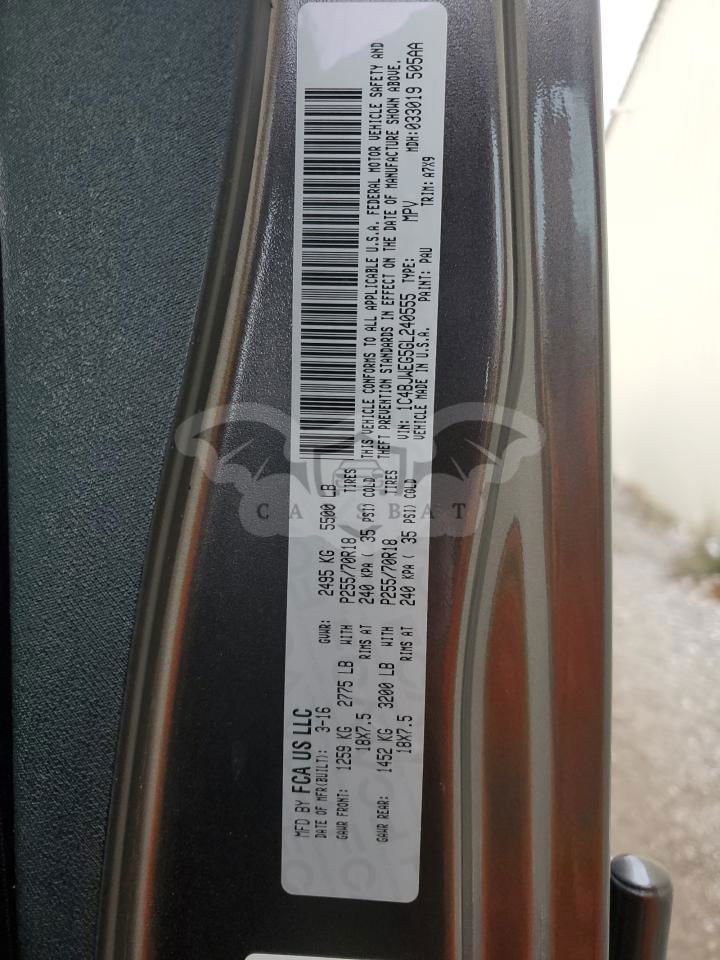 MFD BY FCA US LLC
DATE OF MFR(BUILT): 3-16 GVWR: 2495 KG 5500 LB
GAWR FRONT: 1259 KG 2775 LB WITH P255/70R18 TIRES
18X7.5 RIMS AT 240 KPA ( 35 PSI) COLD
GAWR REAR: 1452 KG 3200 LB WITH P255/70R18 TIRES
18X7.5 RIMS AT 240 KPA ( 35 PSI) COLD
THIS VEHICLE CONFORMS TO ALL APPLICABLE U.S.A. FEDERAL MOTOR VEHICLE SAFETY AND
THEFT PREVENTION STANDARDS IN EFFECT ON THE DATE OF MANUFACTURE SHOWN ABOVE.
VIN: 1C4BJWEG5GL240555 TYPE: MPV MDH:033019 505AA
VEHICLE MADE IN U.S.A. PAINT: PAU TRIM: A7X9
CARSBAT